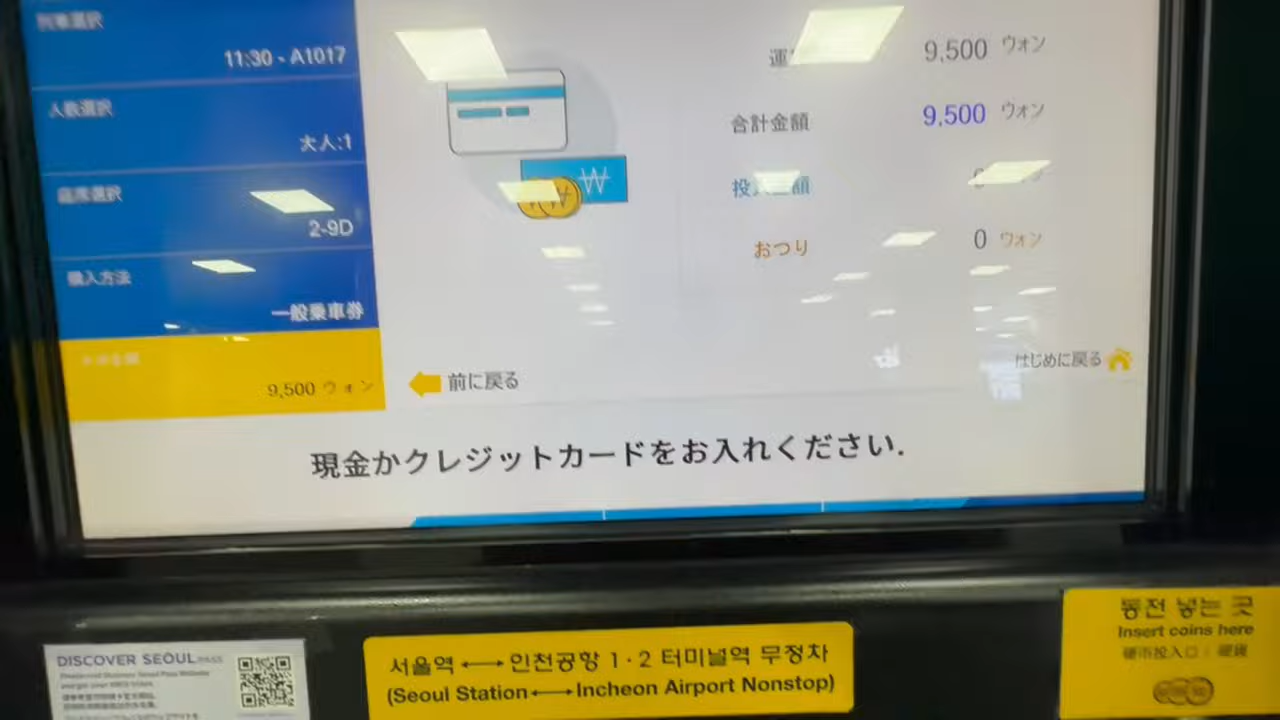 列車選択
11:30 - A1017
人数選択
大人:1
座席選択
2-9D
購入方法
一般乗車券
9,500 ウォン
運 9,500 ウォン
合計金額 9,500 ウォン
投入金額
おつり 0 ウォン
前に戻る
はじめに戻る
現金かクレジットカードをお入れください.
DISCOVER SEOUL PASS
서울역 ↔ 인천공항 1·2 터미널역 무정차
(Seoul Station ↔ Incheon Airport Nonstop)
동전 넣는 곳
Insert coins here